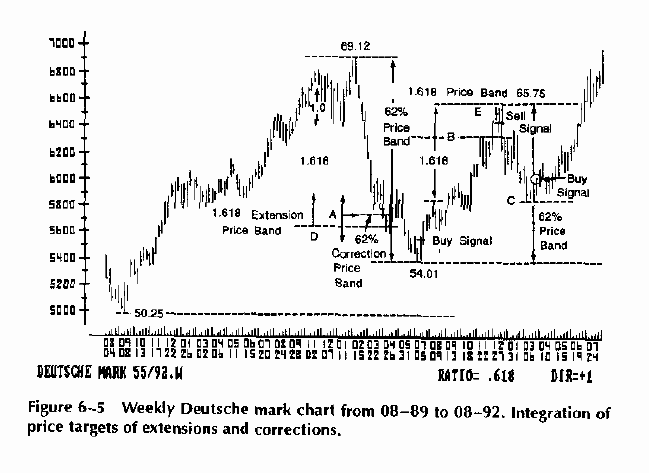 7000
69.12
6800
1.618 Price Band 65.75
6600
1.0
62%
Price
Band
E
Sell
Signal
6400
B
6200
1.618
1.618
6000
Buy
Signal
5800
C
1.618 Extension
Price Band
A
D
62%
Price
Band
5600
62%
Correction
Price
Band
Buy Signal
5400
54.01
5200
5000
50.25
DEUTSCHE MARK 55/92.W
RATIO= .618
DIR=+1
Figure 6–5 Weekly Deutsche mark chart from 08–89 to 08–92. Integration of
price targets of extensions and corrections.